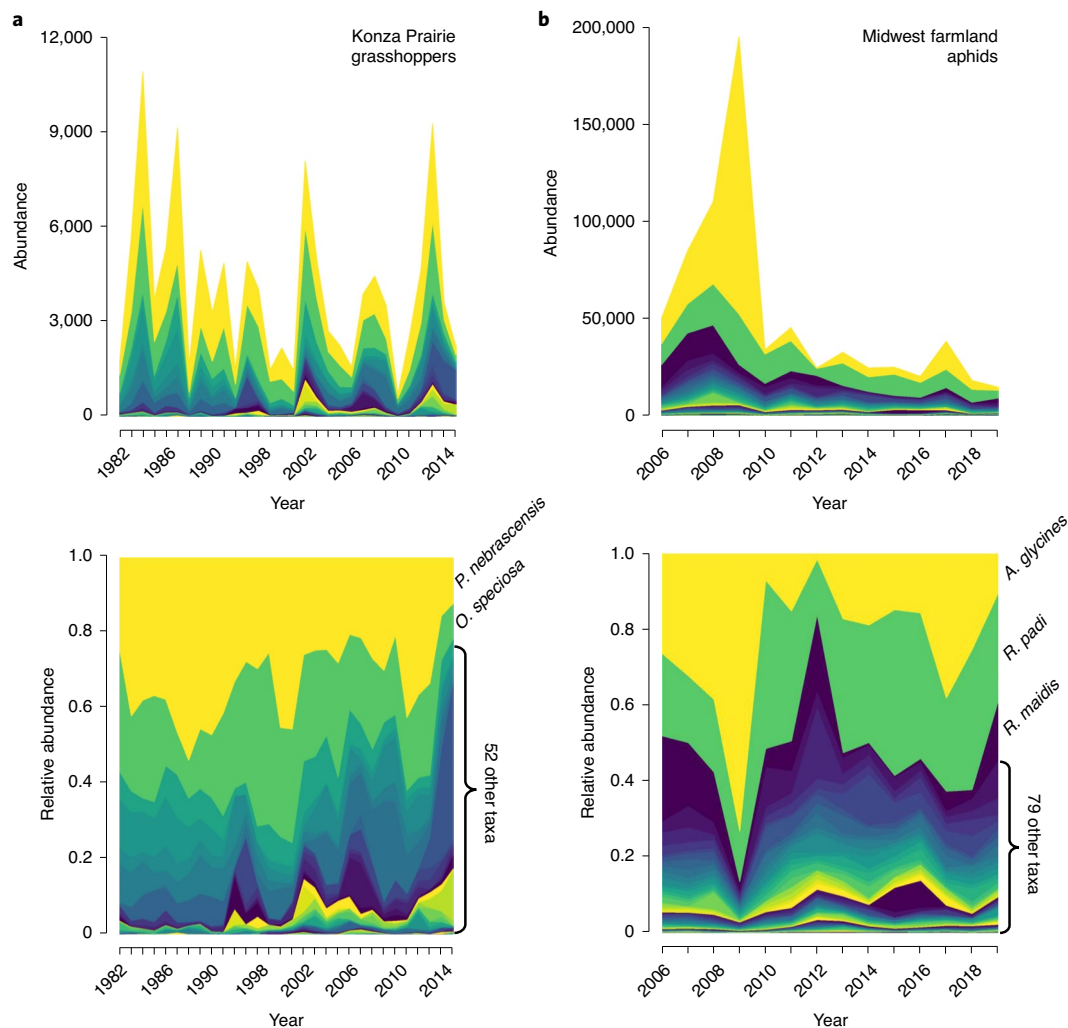 a
Konza Prairie
grasshoppers
12,000
9,000
6,000
3,000
0
Abundance
1982
1986
1990
1994
1998
2002
2006
2010
2014
Year
b
Midwest farmland
aphids
200,000
150,000
100,000
50,000
0
Abundance
2006
2008
2010
2012
2014
2016
2018
Year
1.0
0.8
0.6
0.4
0.2
0
Relative abundance
P. nebrascensis
O. speciosa
52 other taxa
1982
1986
1990
1998
2002
2006
2010
2014
Year
1.0
0.8
0.6
0.4
0.2
0
Relative abundance
A. glycines
R. padi
R. maidis
79 other taxa
2006
2008
2010
2012
2014
2016
2018
Year